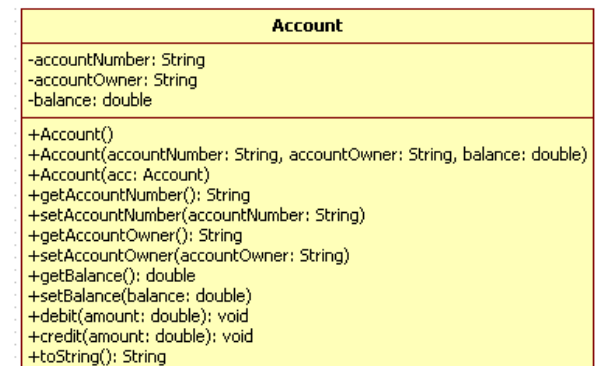 Account
-accountNumber: String
-accountOwner: String
-balance: double
+Account()
+Account(accountNumber: String, accountOwner: String, balance: double)
+Account(acc: Account)
+getAccountNumber(): String
+setAccountNumber(accountNumber: String)
+getAccountOwner(): String
+setAccountOwner(accountOwner: String)
+getBalance(): double
+setBalance(balance: double)
+debit(amount: double): void
+credit(amount: double): void
+toString(): String